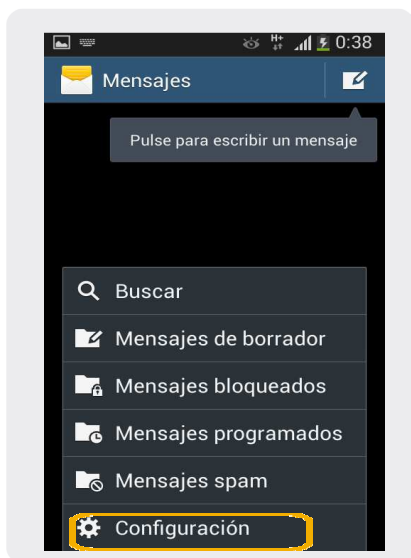 H+ 0:38
Mensajes
Pulse para escribir un mensaje
Buscar
Mensajes de borrador
Mensajes bloqueados
Mensajes programados
Mensajes spam
Configuración